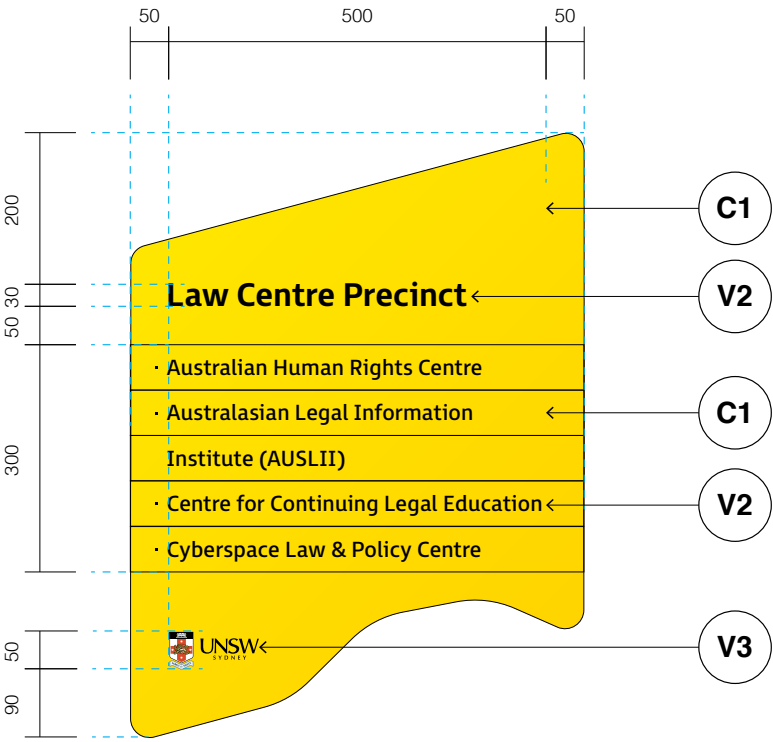 50 500 50
200
C1
30
Law Centre Precinct
V2
50
· Australian Human Rights Centre
· Australasian Legal Information
C1
300
Institute (AUSLII)
· Centre for Continuing Legal Education
V2
· Cyberspace Law & Policy Centre
50
UNSW
SYDNEY
V3
90